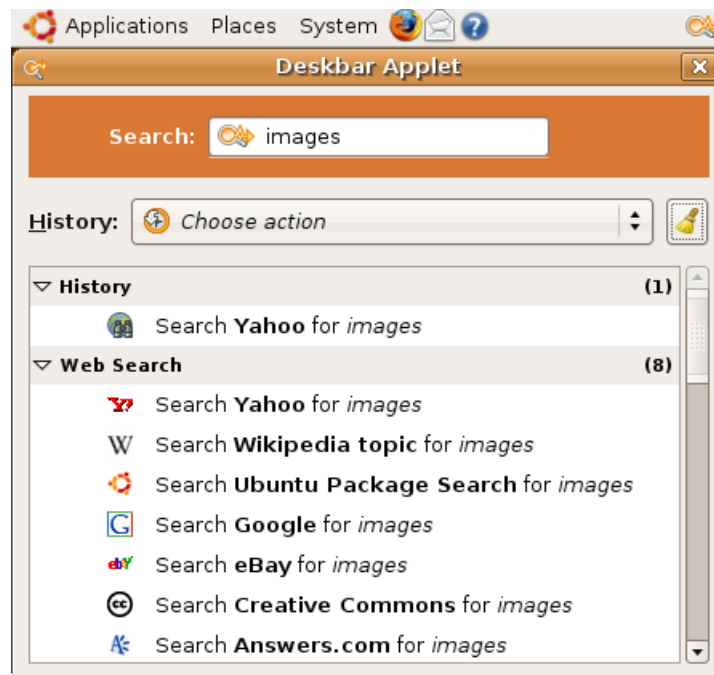 Applications Places System
Deskbar Applet
Search: images
History: Choose action
History (1)
Search Yahoo for images
Web Search (8)
Search Yahoo for images
Search Wikipedia topic for images
Search Ubuntu Package Search for images
Search Google for images
Search eBay for images
Search Creative Commons for images
Search Answers.com for images